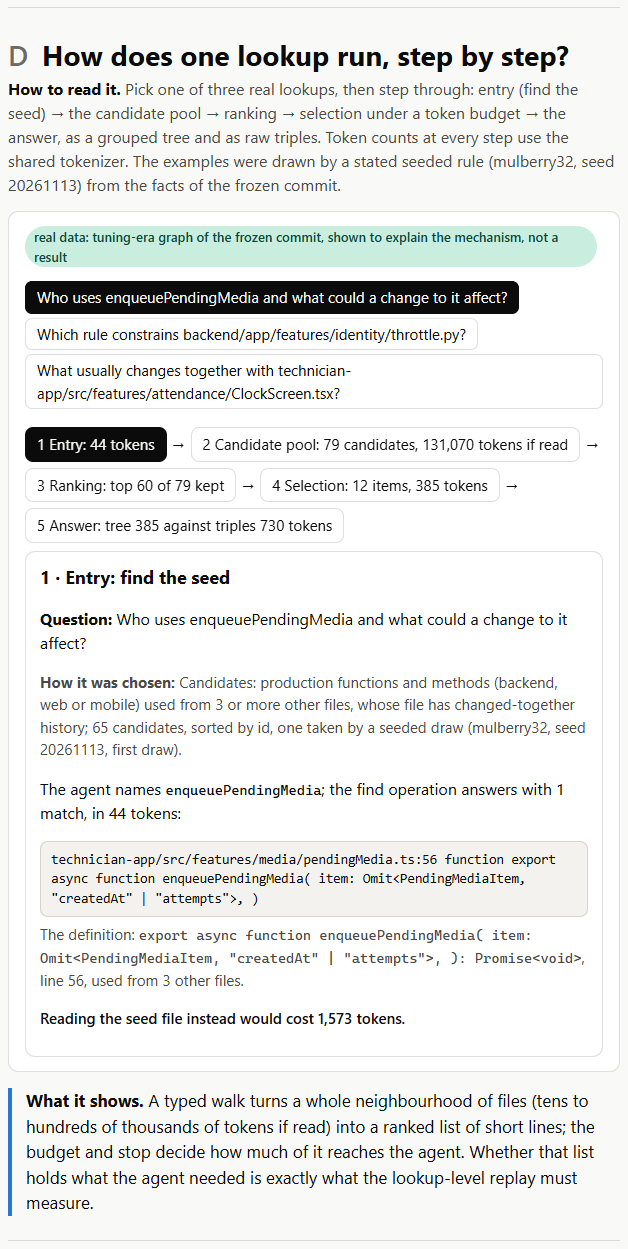 D How does one lookup run, step by step?
How to read it. Pick one of three real lookups, then step through: entry (find the
seed) → the candidate pool → ranking → selection under a token budget → the
answer, as a grouped tree and as raw triples. Token counts at every step use the
shared tokenizer. The examples were drawn by a stated seeded rule (mulberry32, seed
20261113) from the facts of the frozen commit.
real data: tuning-era graph of the frozen commit, shown to explain the mechanism, not a
result
Who uses enqueuePendingMedia and what could a change to it affect?
Which rule constrains backend/app/features/identity/throttle.py?
What usually changes together with technician-
app/src/features/attendance/ClockScreen.tsx?
1 Entry: 44 tokens → 2 Candidate pool: 79 candidates, 131,070 tokens if read →
3 Ranking: top 60 of 79 kept → 4 Selection: 12 items, 385 tokens →
5 Answer: tree 385 against triples 730 tokens
1 · Entry: find the seed
Question: Who uses enqueuePendingMedia and what could a change to it
affect?
How it was chosen: Candidates: production functions and methods (backend,
web or mobile) used from 3 or more other files, whose file has changed-together
history; 65 candidates, sorted by id, one taken by a seeded draw (mulberry32, seed
20261113, first draw).
The agent names enqueuePendingMedia; the find operation answers with 1
match, in 44 tokens:
technician-app/src/features/media/pendingMedia.ts:56 function export
async function enqueuePendingMedia( item: Omit<PendingMediaItem,
"createdAt" | "attempts">, )
The definition: export async function enqueuePendingMedia( item:
Omit<PendingMediaItem, "createdAt" | "attempts">, ): Promise<void>,
line 56, used from 3 other files.
Reading the seed file instead would cost 1,573 tokens.
What it shows. A typed walk turns a whole neighbourhood of files (tens to
hundreds of thousands of tokens if read) into a ranked list of short lines; the
budget and stop decide how much of it reaches the agent. Whether that list
holds what the agent needed is exactly what the lookup-level replay must
measure.